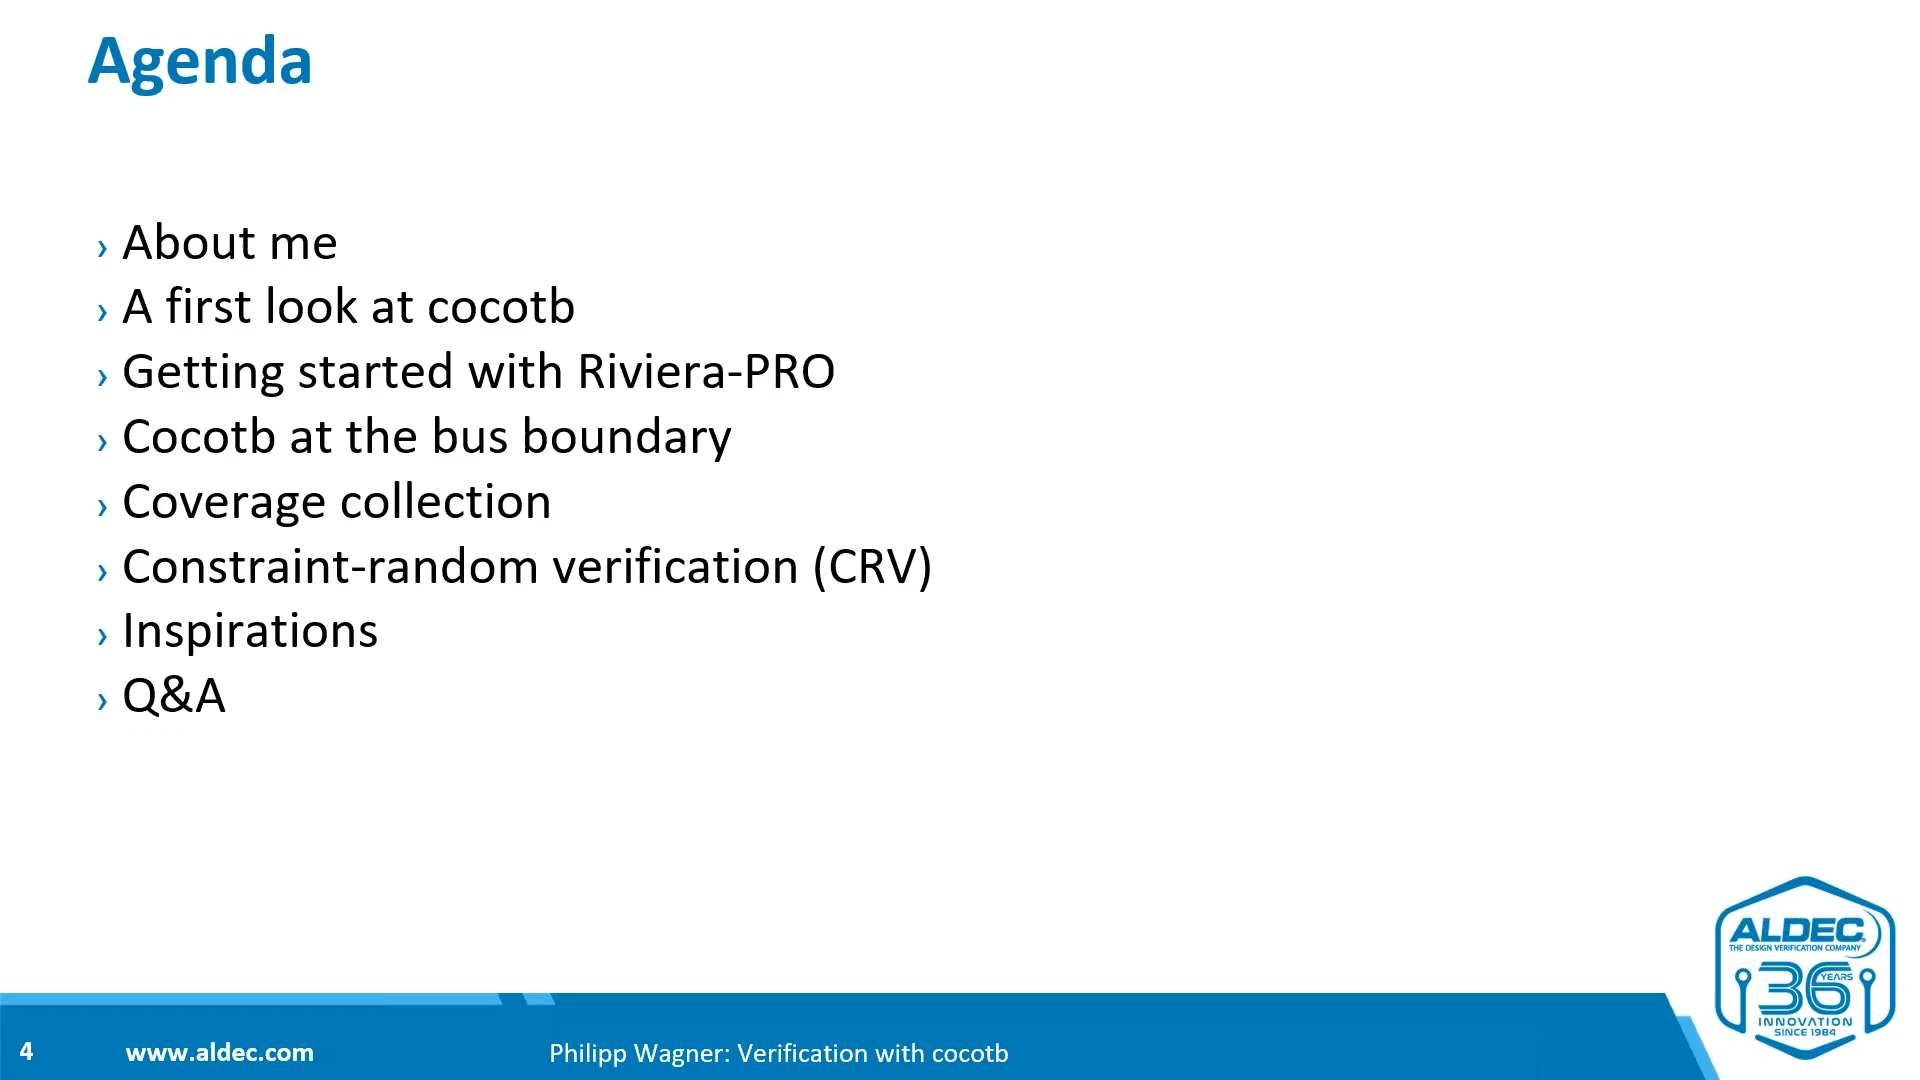 Agenda
› About me
› A first look at cocotb
› Getting started with Riviera-PRO
› Cocotb at the bus boundary
› Coverage collection
› Constraint-random verification (CRV)
› Inspirations
› Q&A
ALDEC
THE DESIGN VERIFICATION COMPANY
36 YEARS
INNOVATION
SINCE 1984
4 www.aldec.com Philipp Wagner: Verification with cocotb